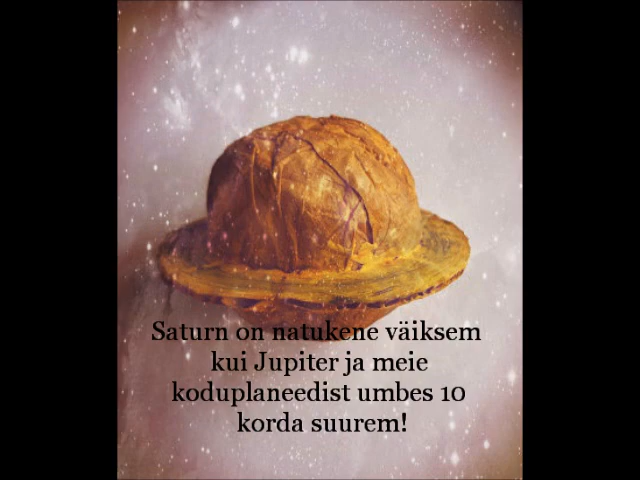 Saturn on natukene väiksem
kui Jupiter ja meie
koduplaneedist umbes 10
korda suurem!